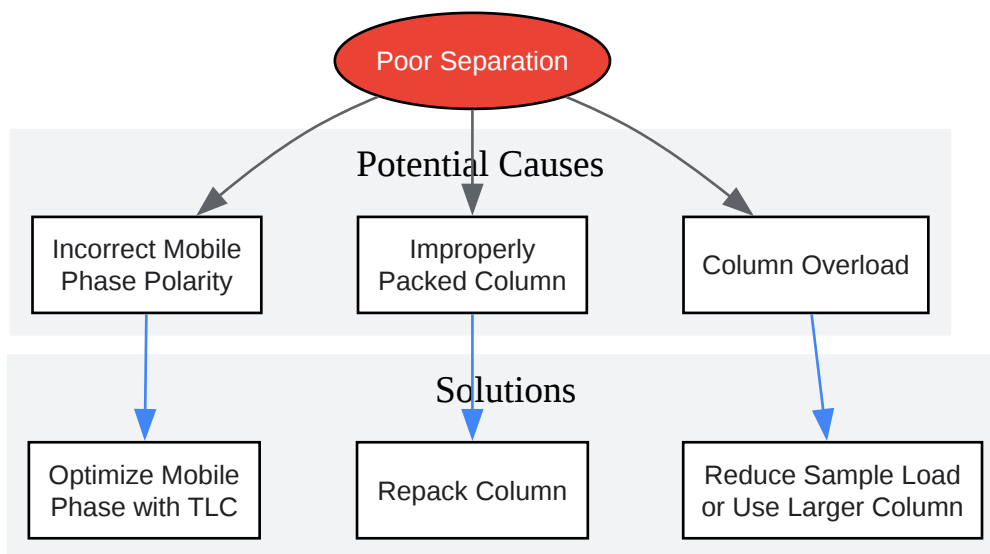 Poor Separation
Potential Causes
Incorrect Mobile
Phase Polarity
Improperly
Packed Column
Column Overload
Solutions
Optimize Mobile
Phase with TLC
Repack Column
Reduce Sample Load
or Use Larger Column